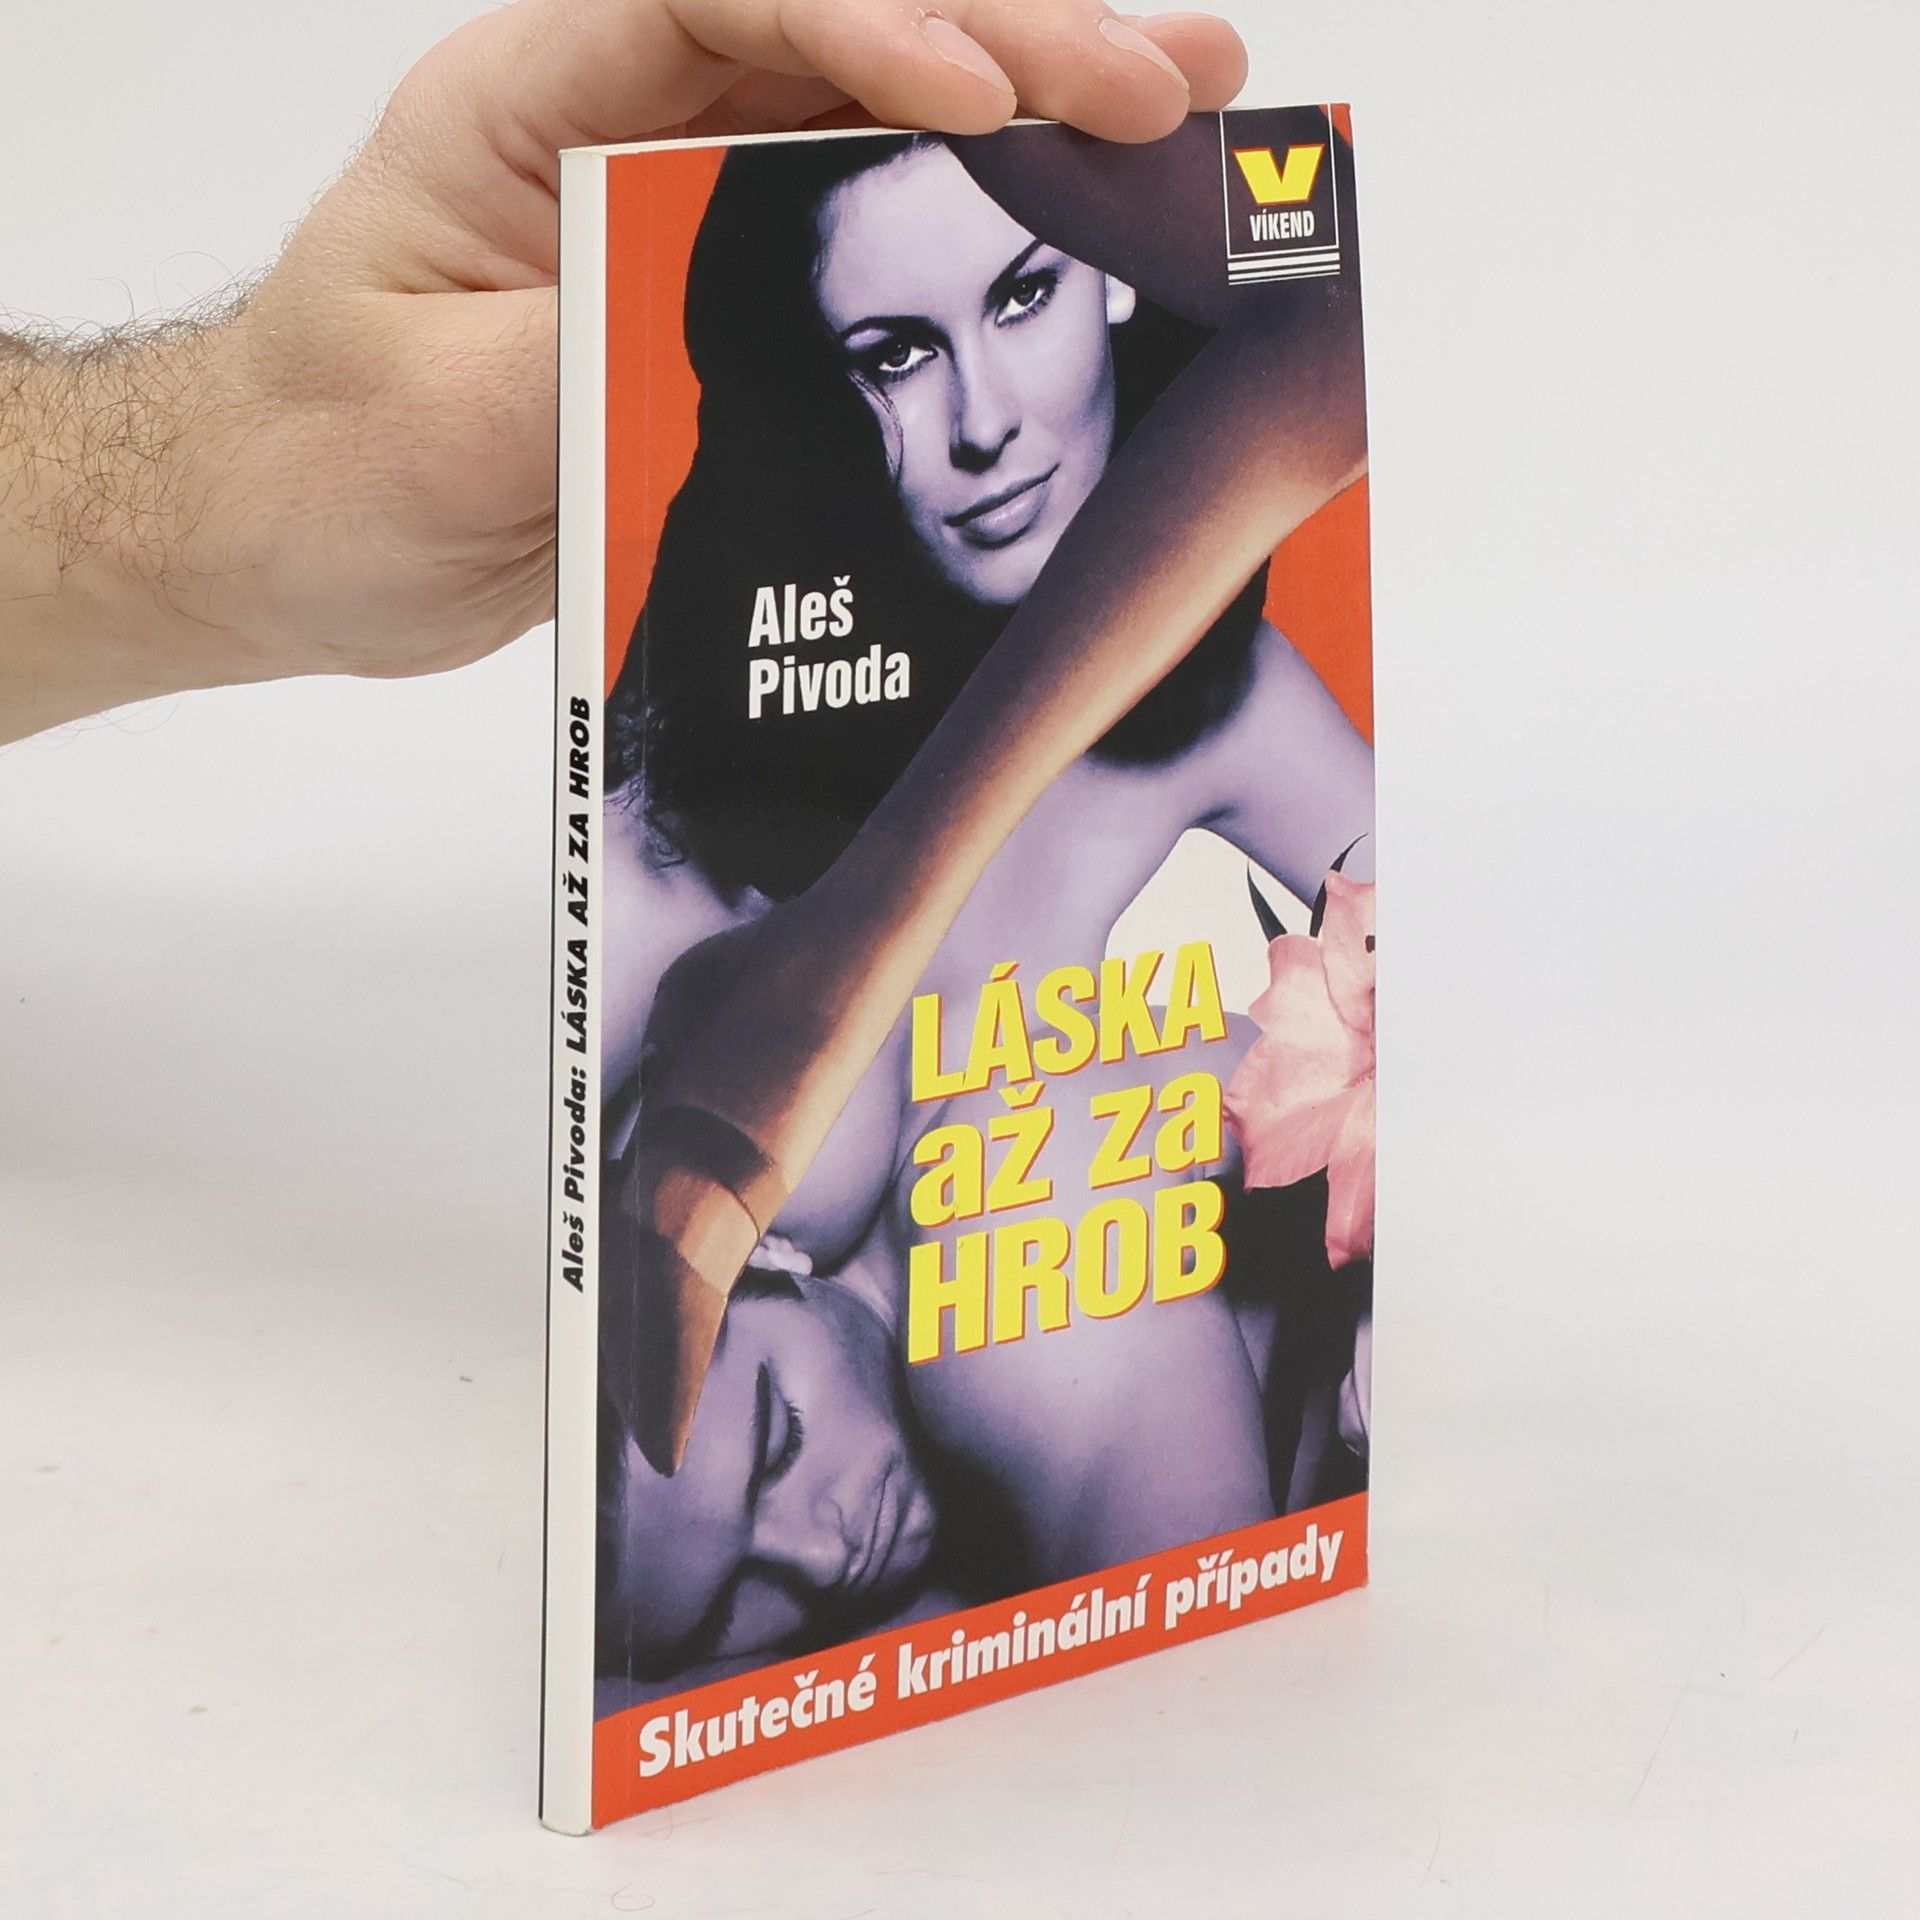 VÍKEND
Aleš
Pivoda
LÁSKA
až za
HROB
Skutečné kriminální případy
Aleš Pivoda: LÁSKA AŽ ZA HROB